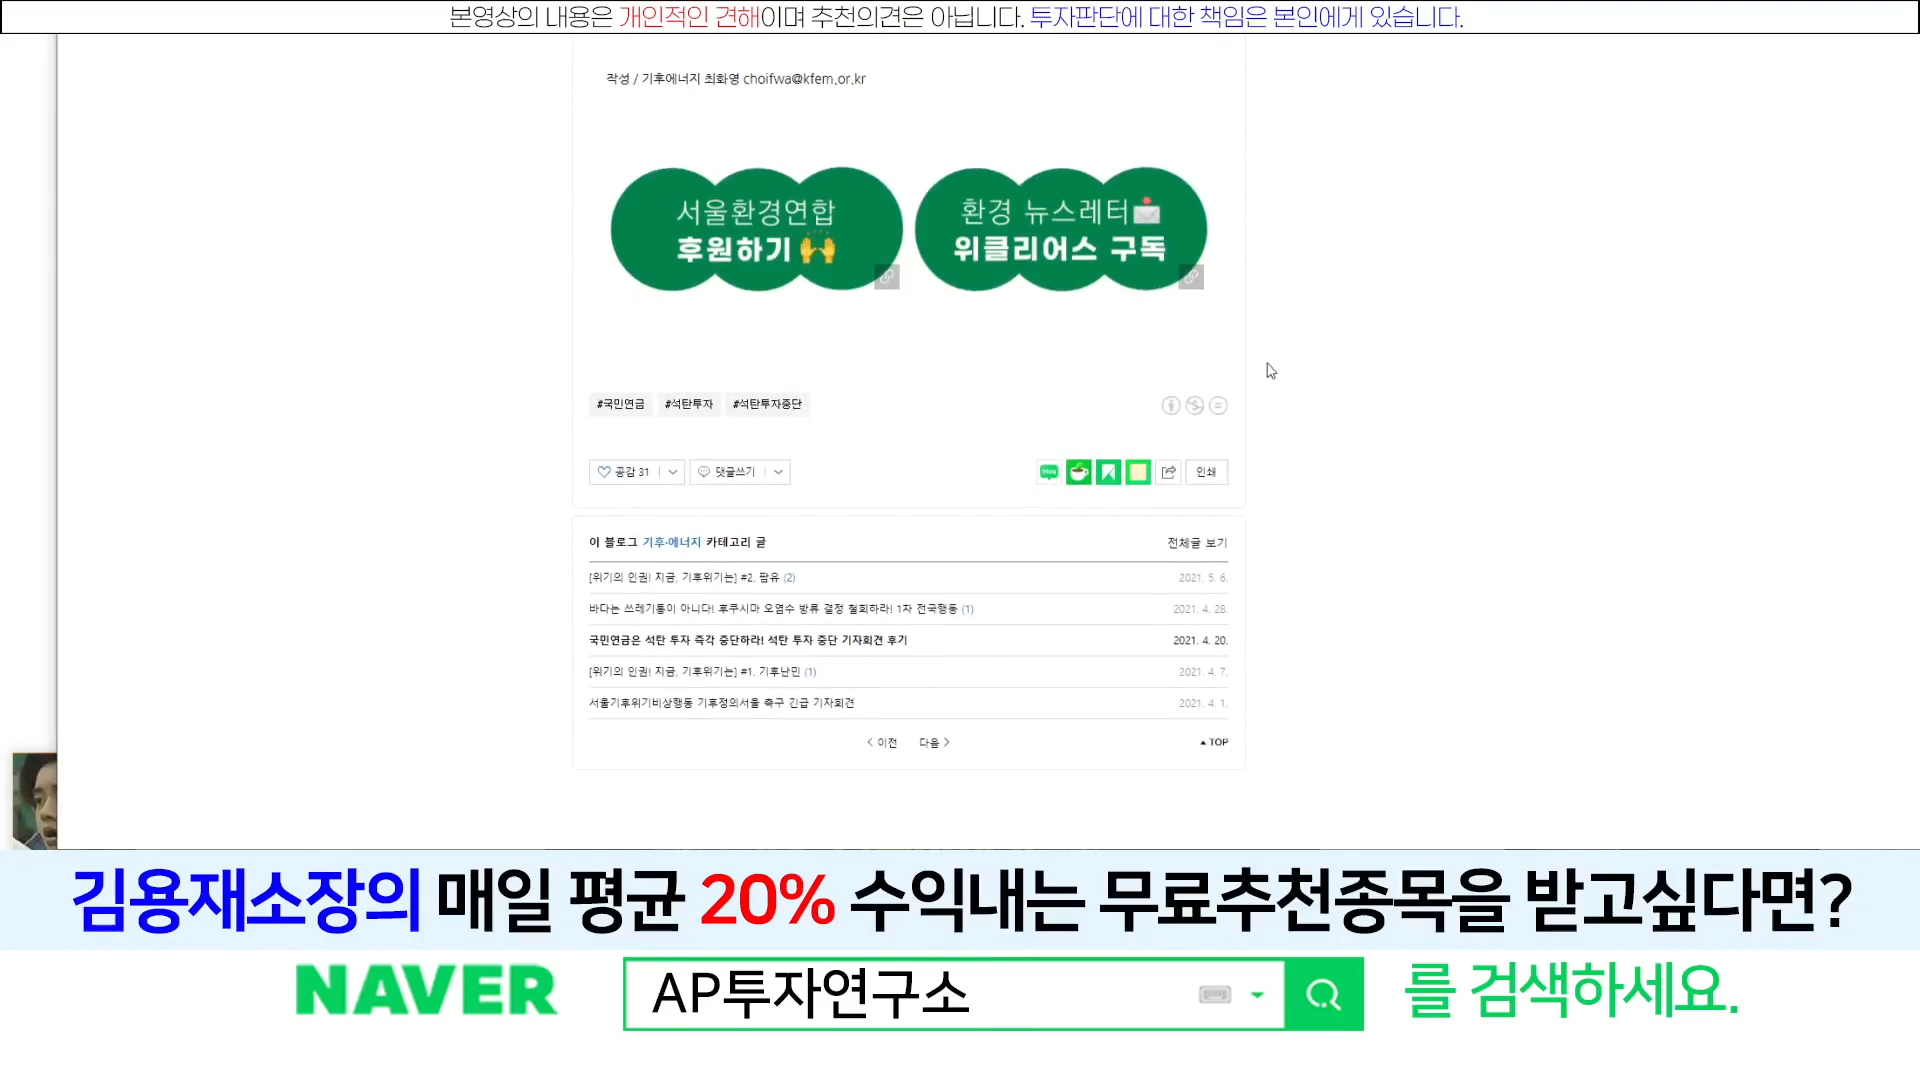 본영상의 내용은 개인적인 견해이며 추천의견은 아닙니다. 투자판단에 대한 책임은 본인에게 있습니다.
작성 / 기후에너지 최화영 choifwa@kfem.or.kr
서울환경연합
후원하기
환경 뉴스레터
위클리어스 구독
#국민연금 #석탄투자 #석탄투자중단
공감 31 댓글쓰기 인쇄
이 블로그 기후·에너지 카테고리 글 전체글 보기
[위기의 인권! 지금, 기후위기는] #2. 팜유 (2) 2021. 5. 6.
바다는 쓰레기통이 아니다! 후쿠시마 오염수 방류 결정 철회하라! 1차 전국행동 (1) 2021. 4. 28.
국민연금은 석탄 투자 즉각 중단하라! 석탄 투자 중단 기자회견 후기 2021. 4. 20.
[위기의 인권! 지금, 기후위기는] #1. 기후난민 (1) 2021. 4. 7.
서울기후위기비상행동 기후정의서울 촉구 긴급 기자회견 2021. 4. 1.
< 이전 다음 > ▲ TOP
김용재소장의 매일 평균 20% 수익내는 무료추천종목을 받고싶다면?
NAVER AP투자연구소 를 검색하세요.